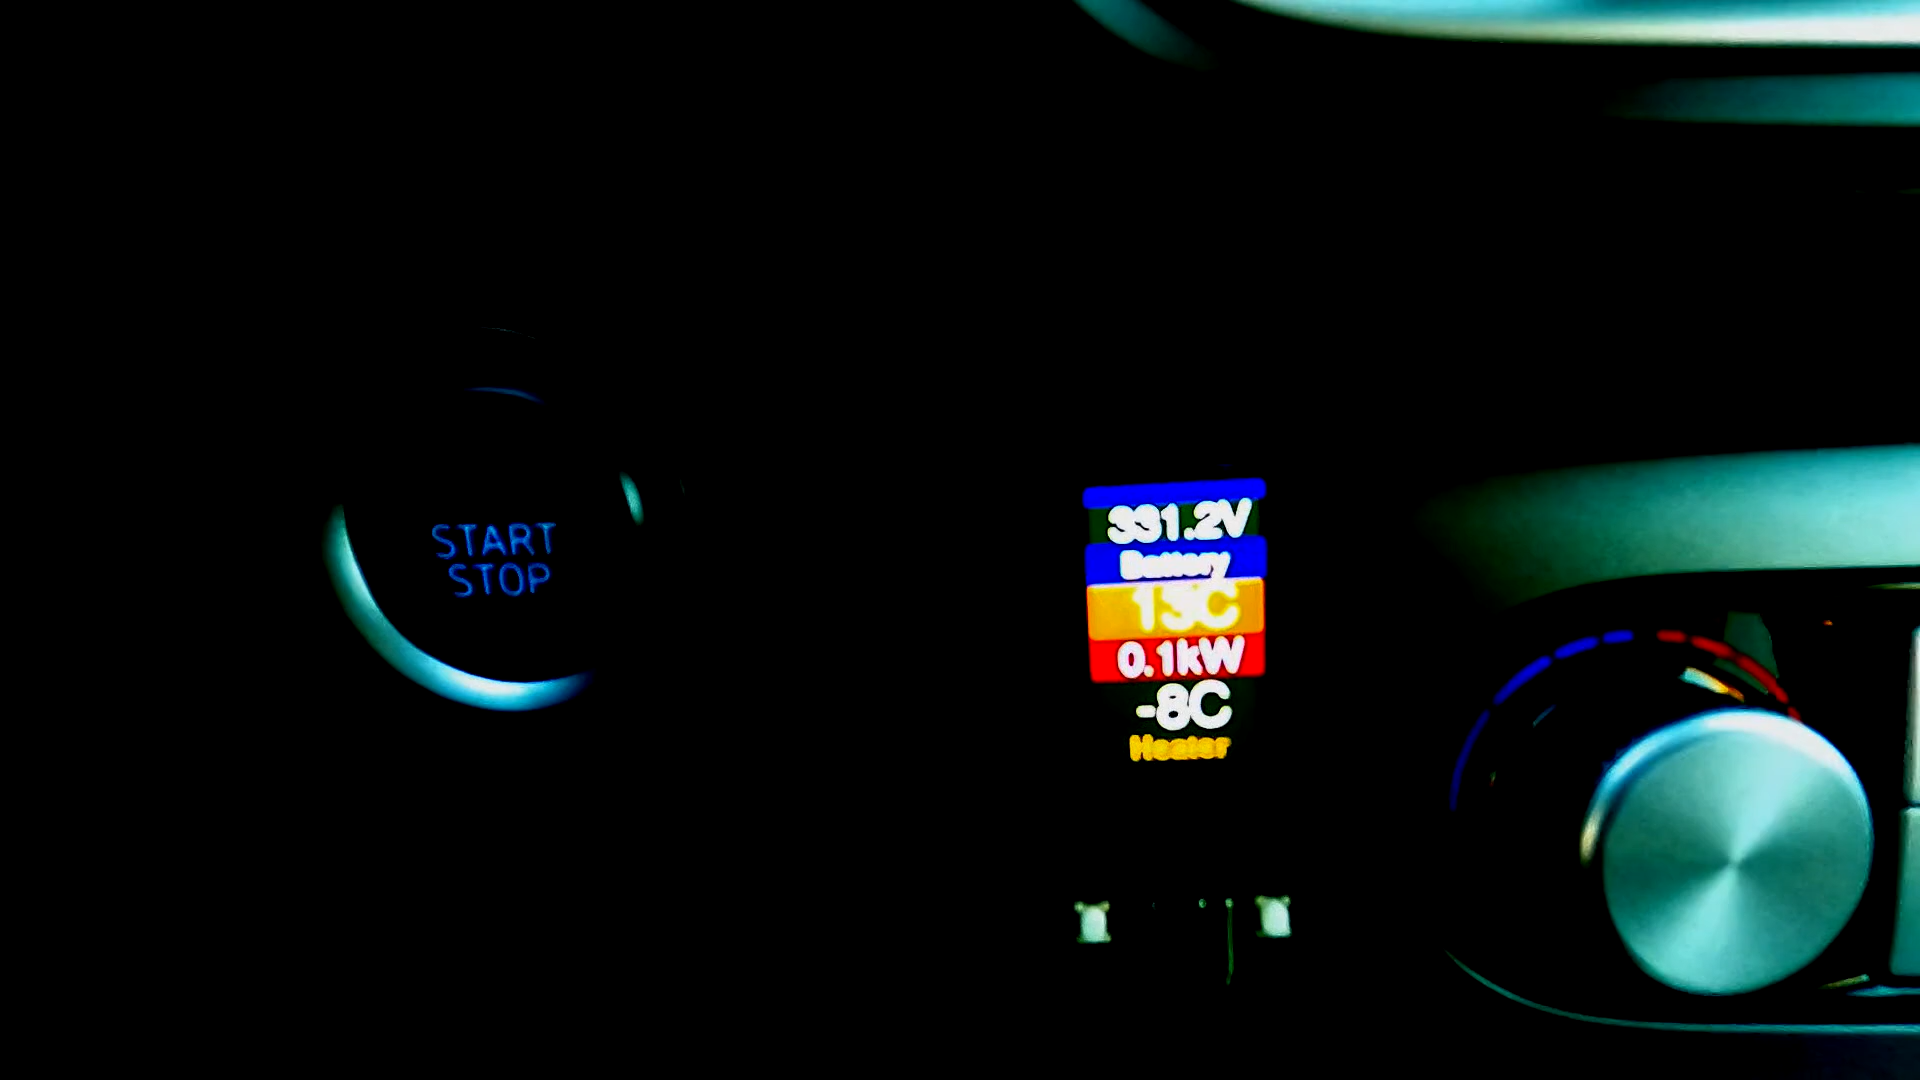 START
STOP
331.2V
Battery
13C
0.1kW
-8C
Heater